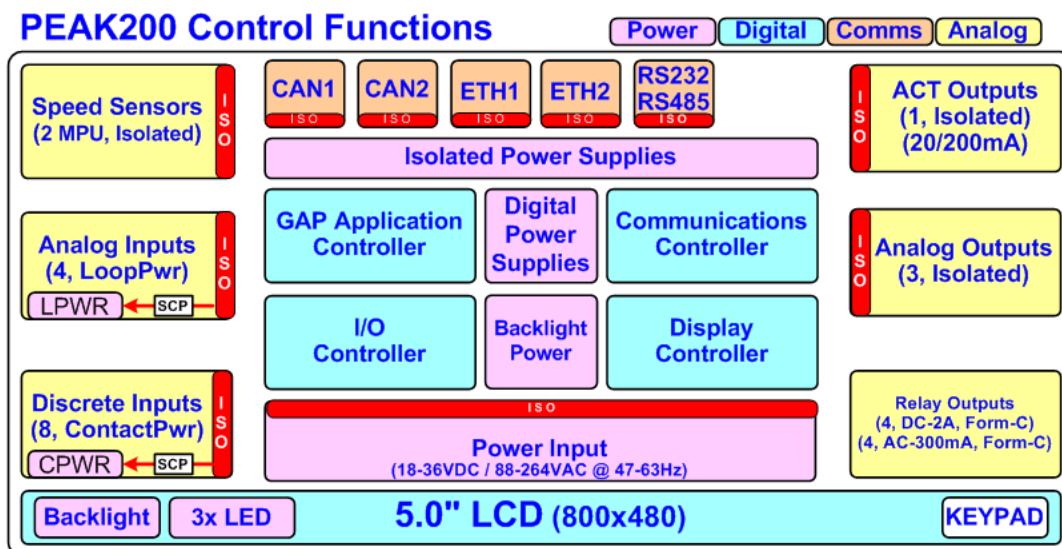 PEAK200 Control Functions
Power
Digital
Comms
Analog
Speed Sensors
(2 MPU, Isolated)
ISO
CAN1
ISO
CAN2
ISO
ETH1
ISO
ETH2
ISO
RS232
RS485
ISO
ISO
ACT Outputs
(1, Isolated)
(20/200mA)
Isolated Power Supplies
Analog Inputs
(4, LoopPwr)
LPWR
SCP
ISO
GAP Application
Controller
Digital
Power
Supplies
Communications
Controller
ISO
Analog Outputs
(3, Isolated)
I/O
Controller
Backlight
Power
Display
Controller
Discrete Inputs
(8, ContactPwr)
CPWR
SCP
ISO
ISO
Power Input
(18-36VDC / 88-264VAC @ 47-63Hz)
Relay Outputs
(4, DC-2A, Form-C)
(4, AC-300mA, Form-C)
Backlight
3x LED
5.0" LCD (800x480)
KEYPAD